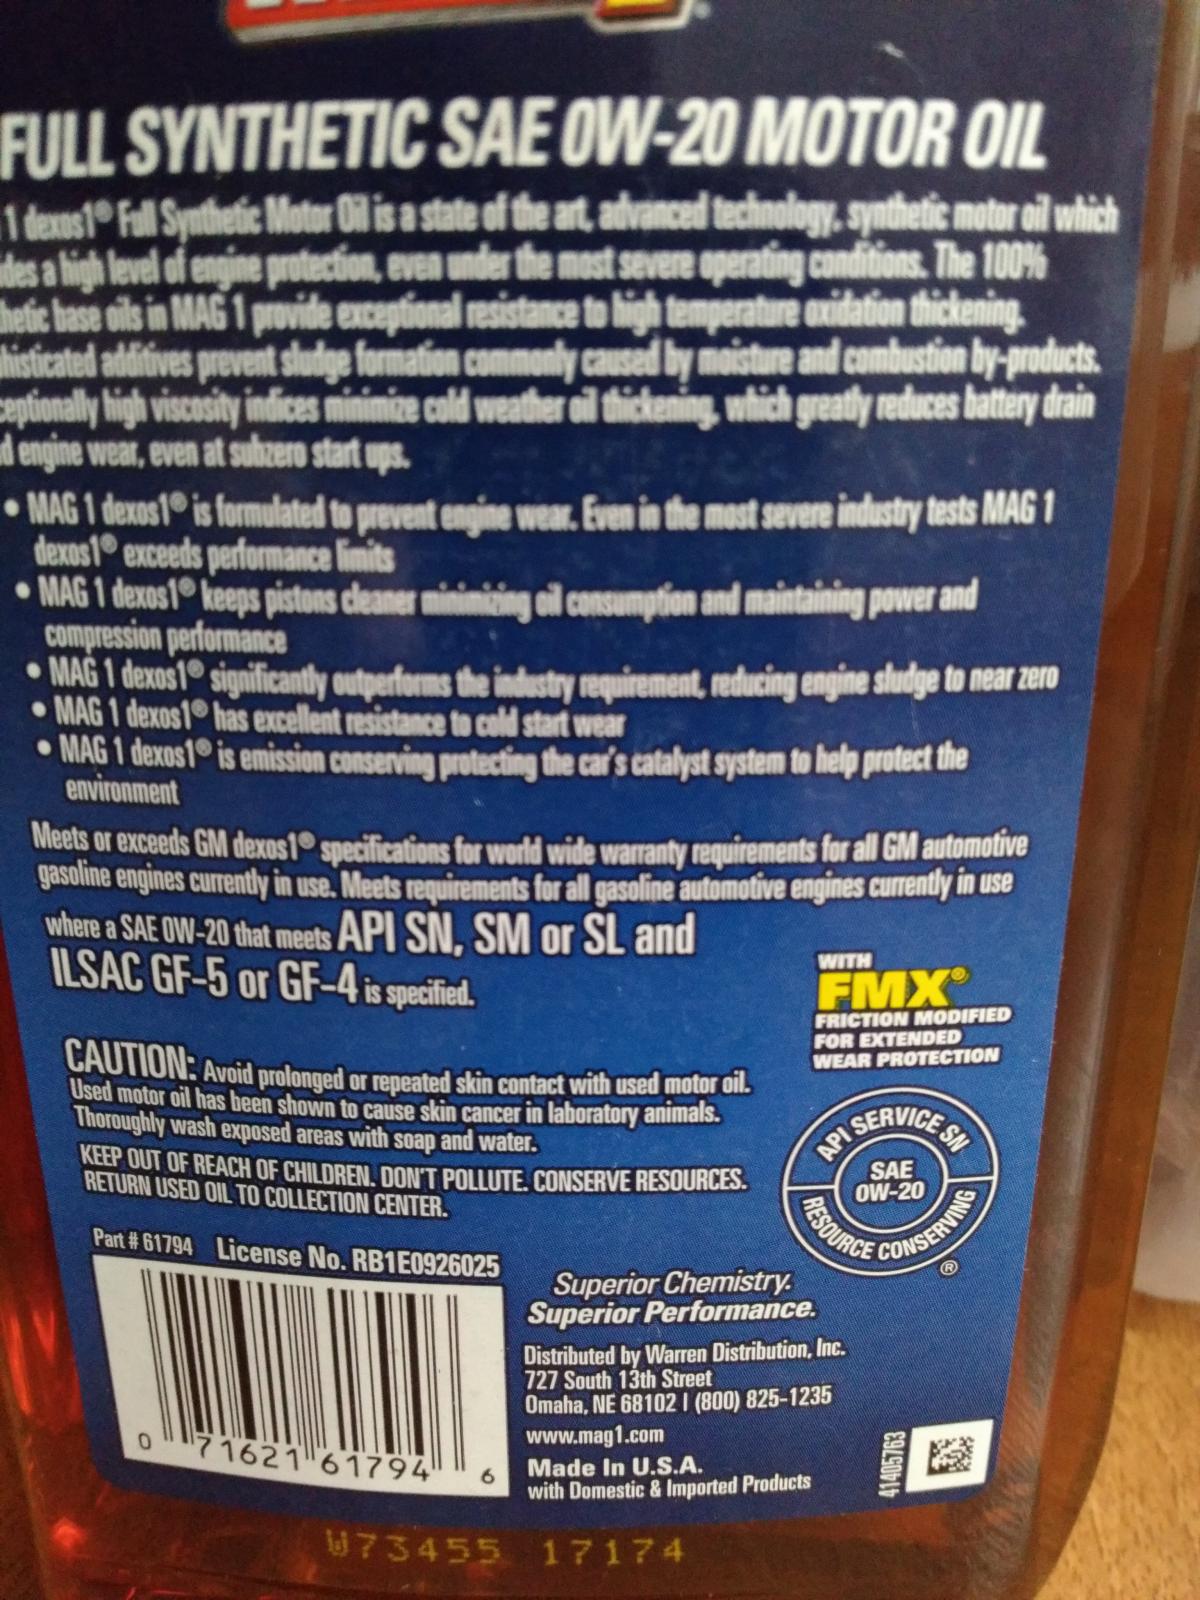 FULL SYNTHETIC SAE 0W-20 MOTOR OIL
1 dexos1® Full Synthetic Motor Oil is a state of the art, advanced technology, synthetic motor oil which
des a high level of engine protection, even under the most severe operating conditions. The 100%
hetic base oils in MAG 1 provide exceptional resistance to high temperature oxidation thickening.
histicated additives prevent sludge formation commonly caused by moisture and combustion by-products.
ceptionally high viscosity indices minimize cold weather oil thickening, which greatly reduces battery drain
d engine wear, even at subzero start ups.
• MAG 1 dexos1® is formulated to prevent engine wear. Even in the most severe industry tests MAG 1
dexos1® exceeds performance limits
• MAG 1 dexos1® keeps pistons cleaner minimizing oil consumption and maintaining power and
compression performance
• MAG 1 dexos1® significantly outperforms the industry requirement, reducing engine sludge to near zero
• MAG 1 dexos1® has excellent resistance to cold start wear
• MAG 1 dexos1® is emission conserving protecting the car's catalyst system to help protect the
environment
Meets or exceeds GM dexos1® specifications for world wide warranty requirements for all GM automotive
gasoline engines currently in use. Meets requirements for all gasoline automotive engines currently in use
where a SAE 0W-20 that meets API SN, SM or SL and
ILSAC GF-5 or GF-4 is specified.
WITH
FMX®
FRICTION MODIFIED
FOR EXTENDED
WEAR PROTECTION
CAUTION: Avoid prolonged or repeated skin contact with used motor oil.
Used motor oil has been shown to cause skin cancer in laboratory animals.
Thoroughly wash exposed areas with soap and water.
KEEP OUT OF REACH OF CHILDREN. DON'T POLLUTE. CONSERVE RESOURCES.
RETURN USED OIL TO COLLECTION CENTER.
API SERVICE SN
SAE
0W-20
RESOURCE CONSERVING
®
Part # 61794 License No. RB1E0926025
0 71621 61794 6
Superior Chemistry.
Superior Performance.
Distributed by Warren Distribution, Inc.
727 South 13th Street
Omaha, NE 68102 | (800) 825-1235
www.mag1.com
Made In U.S.A.
with Domestic & Imported Products
41405763
W73455 17174